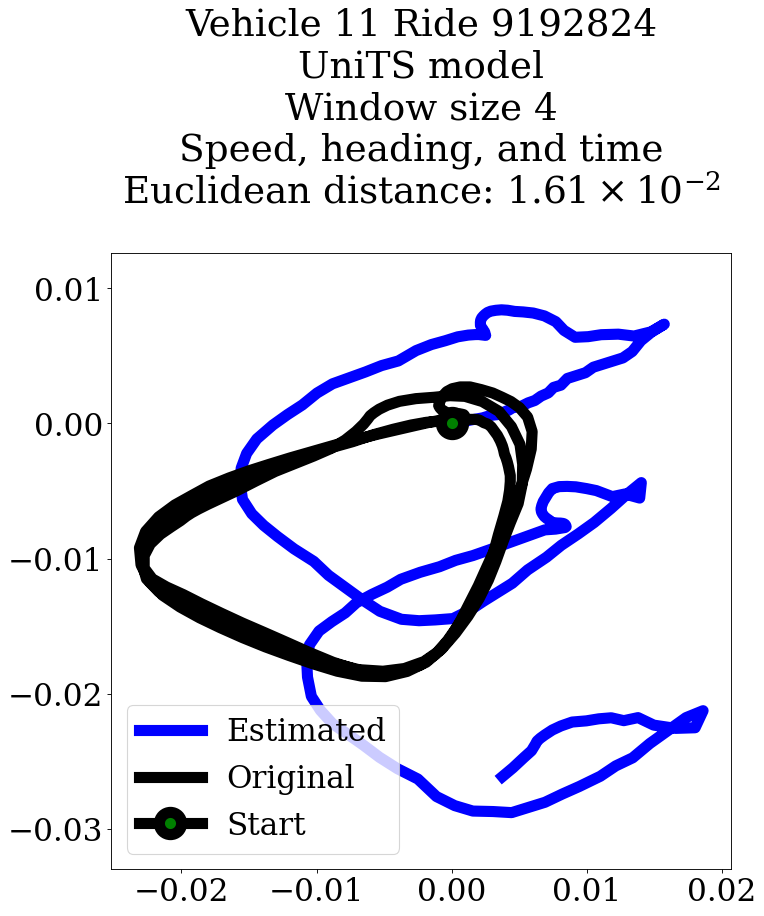 Vehicle 11 Ride 9192824
UniTS model
Window size 4
Speed, heading, and time
Euclidean distance: 1.61 × 10⁻²
0.01
0.00
−0.01
−0.02
−0.03
Estimated
Original
Start
−0.02 −0.01 0.00 0.01 0.02